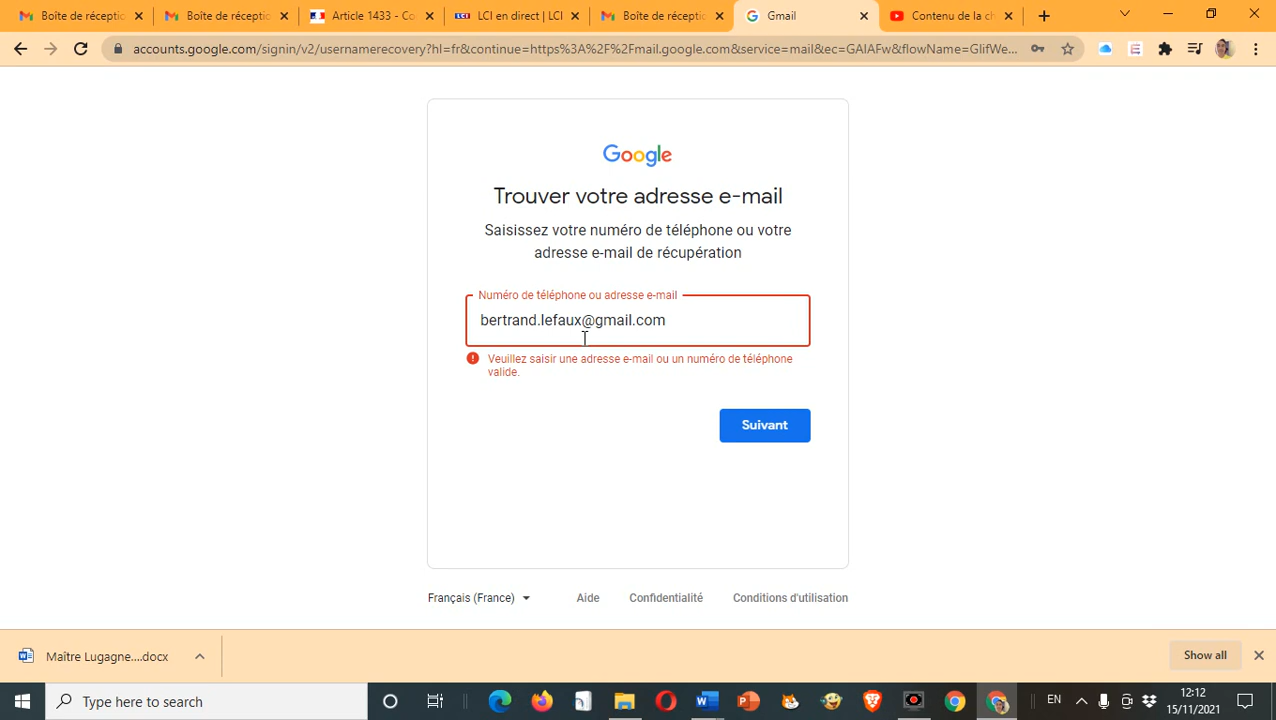 Boîte de réceptic
Boîte de réceptic
Article 1433 - Co
LCI en direct | LCI
Boîte de réceptic
Gmail
Contenu de la ch
accounts.google.com/signin/v2/usernamerecovery?hl=fr&continue=https%3A%2F%2Fmail.google.com&service=mail&ec=GAlAFw&flowName=GlifWe...
Google
Trouver votre adresse e-mail
Saisissez votre numéro de téléphone ou votre
adresse e-mail de récupération
Numéro de téléphone ou adresse e-mail
bertrand.lefaux@gmail.com
Veuillez saisir une adresse e-mail ou un numéro de téléphone
valide.
Suivant
Français (France)
Aide
Confidentialité
Conditions d'utilisation
Maître Lugagne....docx
Show all
Type here to search
EN
12:12
15/11/2021